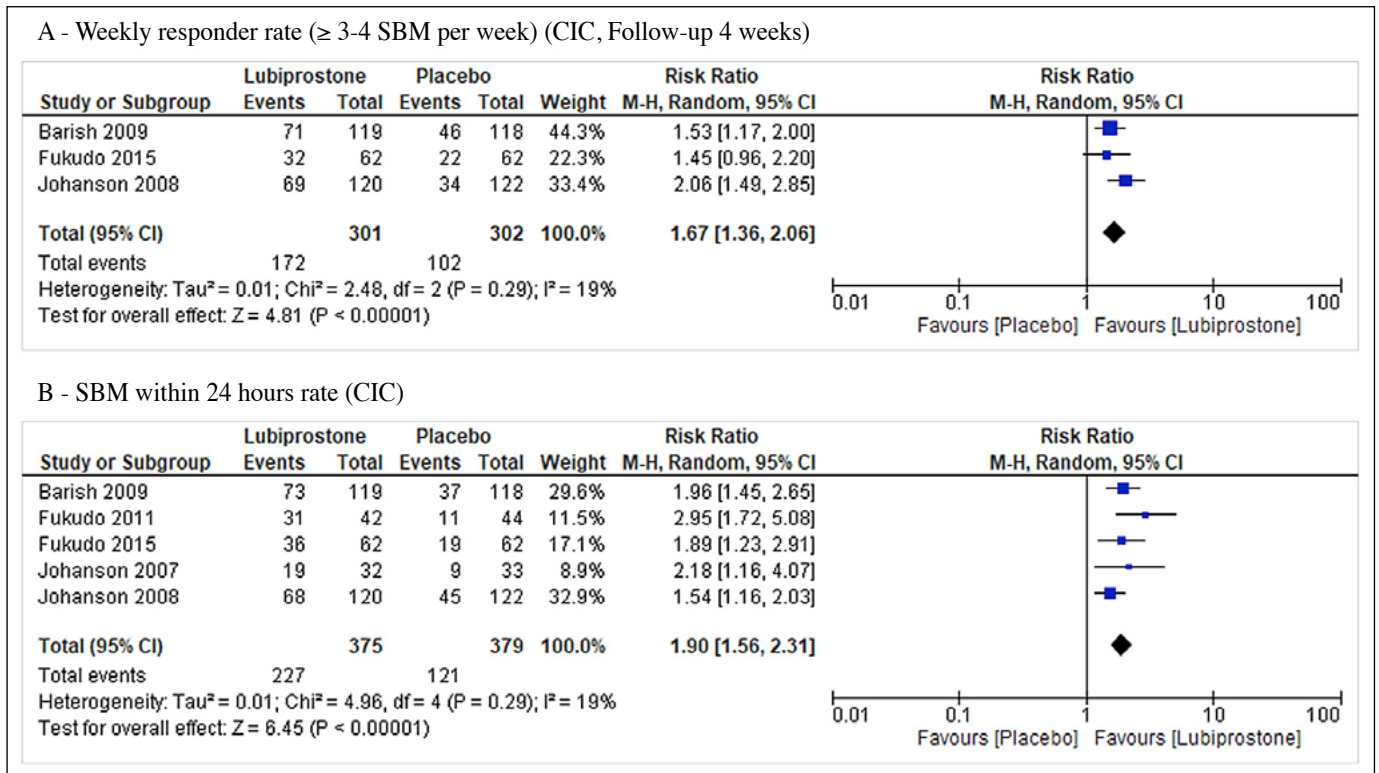 A - Weekly responder rate (≥ 3-4 SBM per week) (CIC, Follow-up 4 weeks)
Lubiprostone Placebo Risk Ratio Risk Ratio
Study or Subgroup Events Total Events Total Weight M-H, Random, 95% CI M-H, Random, 95% CI
Barish 2009 71 119 46 118 44.3% 1.53 [1.17, 2.00]
Fukudo 2015 32 62 22 62 22.3% 1.45 [0.96, 2.20]
Johanson 2008 69 120 34 122 33.4% 2.06 [1.49, 2.85]
Total (95% CI) 301 302 100.0% 1.67 [1.36, 2.06]
Total events 172 102
Heterogeneity: Tau² = 0.01; Chi² = 2.48, df = 2 (P = 0.29); I² = 19%
Test for overall effect: Z = 4.81 (P < 0.00001)
0.01 0.1 1 10 100
Favours [Placebo] Favours [Lubiprostone]
B - SBM within 24 hours rate (CIC)
Lubiprostone Placebo Risk Ratio Risk Ratio
Study or Subgroup Events Total Events Total Weight M-H, Random, 95% CI M-H, Random, 95% CI
Barish 2009 73 119 37 118 29.6% 1.96 [1.45, 2.65]
Fukudo 2011 31 42 11 44 11.5% 2.95 [1.72, 5.08]
Fukudo 2015 36 62 19 62 17.1% 1.89 [1.23, 2.91]
Johanson 2007 19 32 9 33 8.9% 2.18 [1.16, 4.07]
Johanson 2008 68 120 45 122 32.9% 1.54 [1.16, 2.03]
Total (95% CI) 375 379 100.0% 1.90 [1.56, 2.31]
Total events 227 121
Heterogeneity: Tau² = 0.01; Chi² = 4.96, df = 4 (P = 0.29); I² = 19%
Test for overall effect: Z = 6.45 (P < 0.00001)
0.01 0.1 1 10 100
Favours [Placebo] Favours [Lubiprostone]